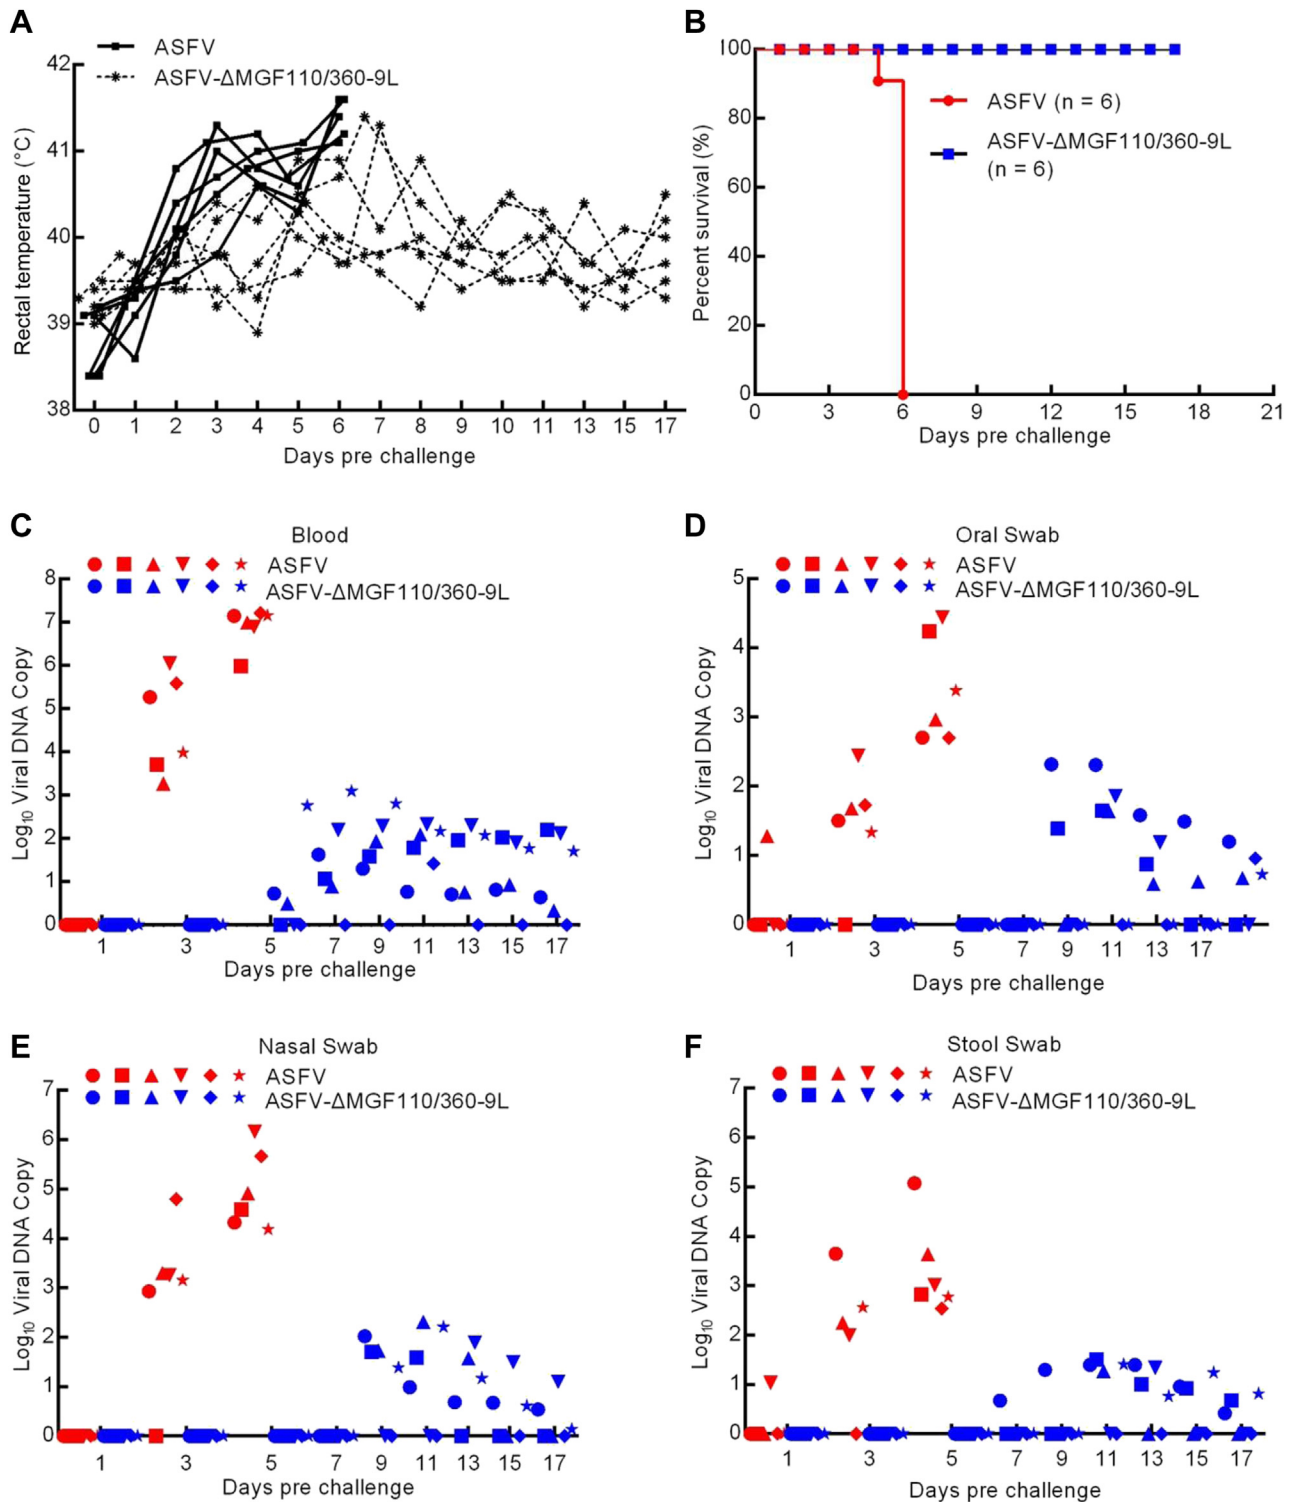 A
ASFV
ASFV-ΔMGF110/360-9L
42
41
40
39
38
Rectal temperature (°C)
0 1 2 3 4 5 6 7 8 9 10 11 13 15 17
Days pre challenge
B
100
80
60
40
20
0
Percent survival (%)
ASFV (n = 6)
ASFV-ΔMGF110/360-9L
(n = 6)
0 3 6 9 12 15 18 21
Days pre challenge
C
Blood
ASFV
ASFV-ΔMGF110/360-9L
8
7
6
5
4
3
2
1
0
Log₁₀ Viral DNA Copy
1 3 5 7 9 11 13 15 17
Days pre challenge
D
Oral Swab
ASFV
ASFV-ΔMGF110/360-9L
5
4
3
2
1
0
Log₁₀ Viral DNA Copy
1 3 5 7 9 11 13 17
Days pre challenge
E
Nasal Swab
ASFV
ASFV-ΔMGF110/360-9L
7
6
5
4
3
2
1
0
Log₁₀ Viral DNA Copy
1 3 5 7 9 11 13 15 17
Days pre challenge
F
Stool Swab
ASFV
ASFV-ΔMGF110/360-9L
7
6
5
4
3
2
1
0
Log₁₀ Viral DNA Copy
1 3 5 7 9 11 13 15 17
Days pre challenge